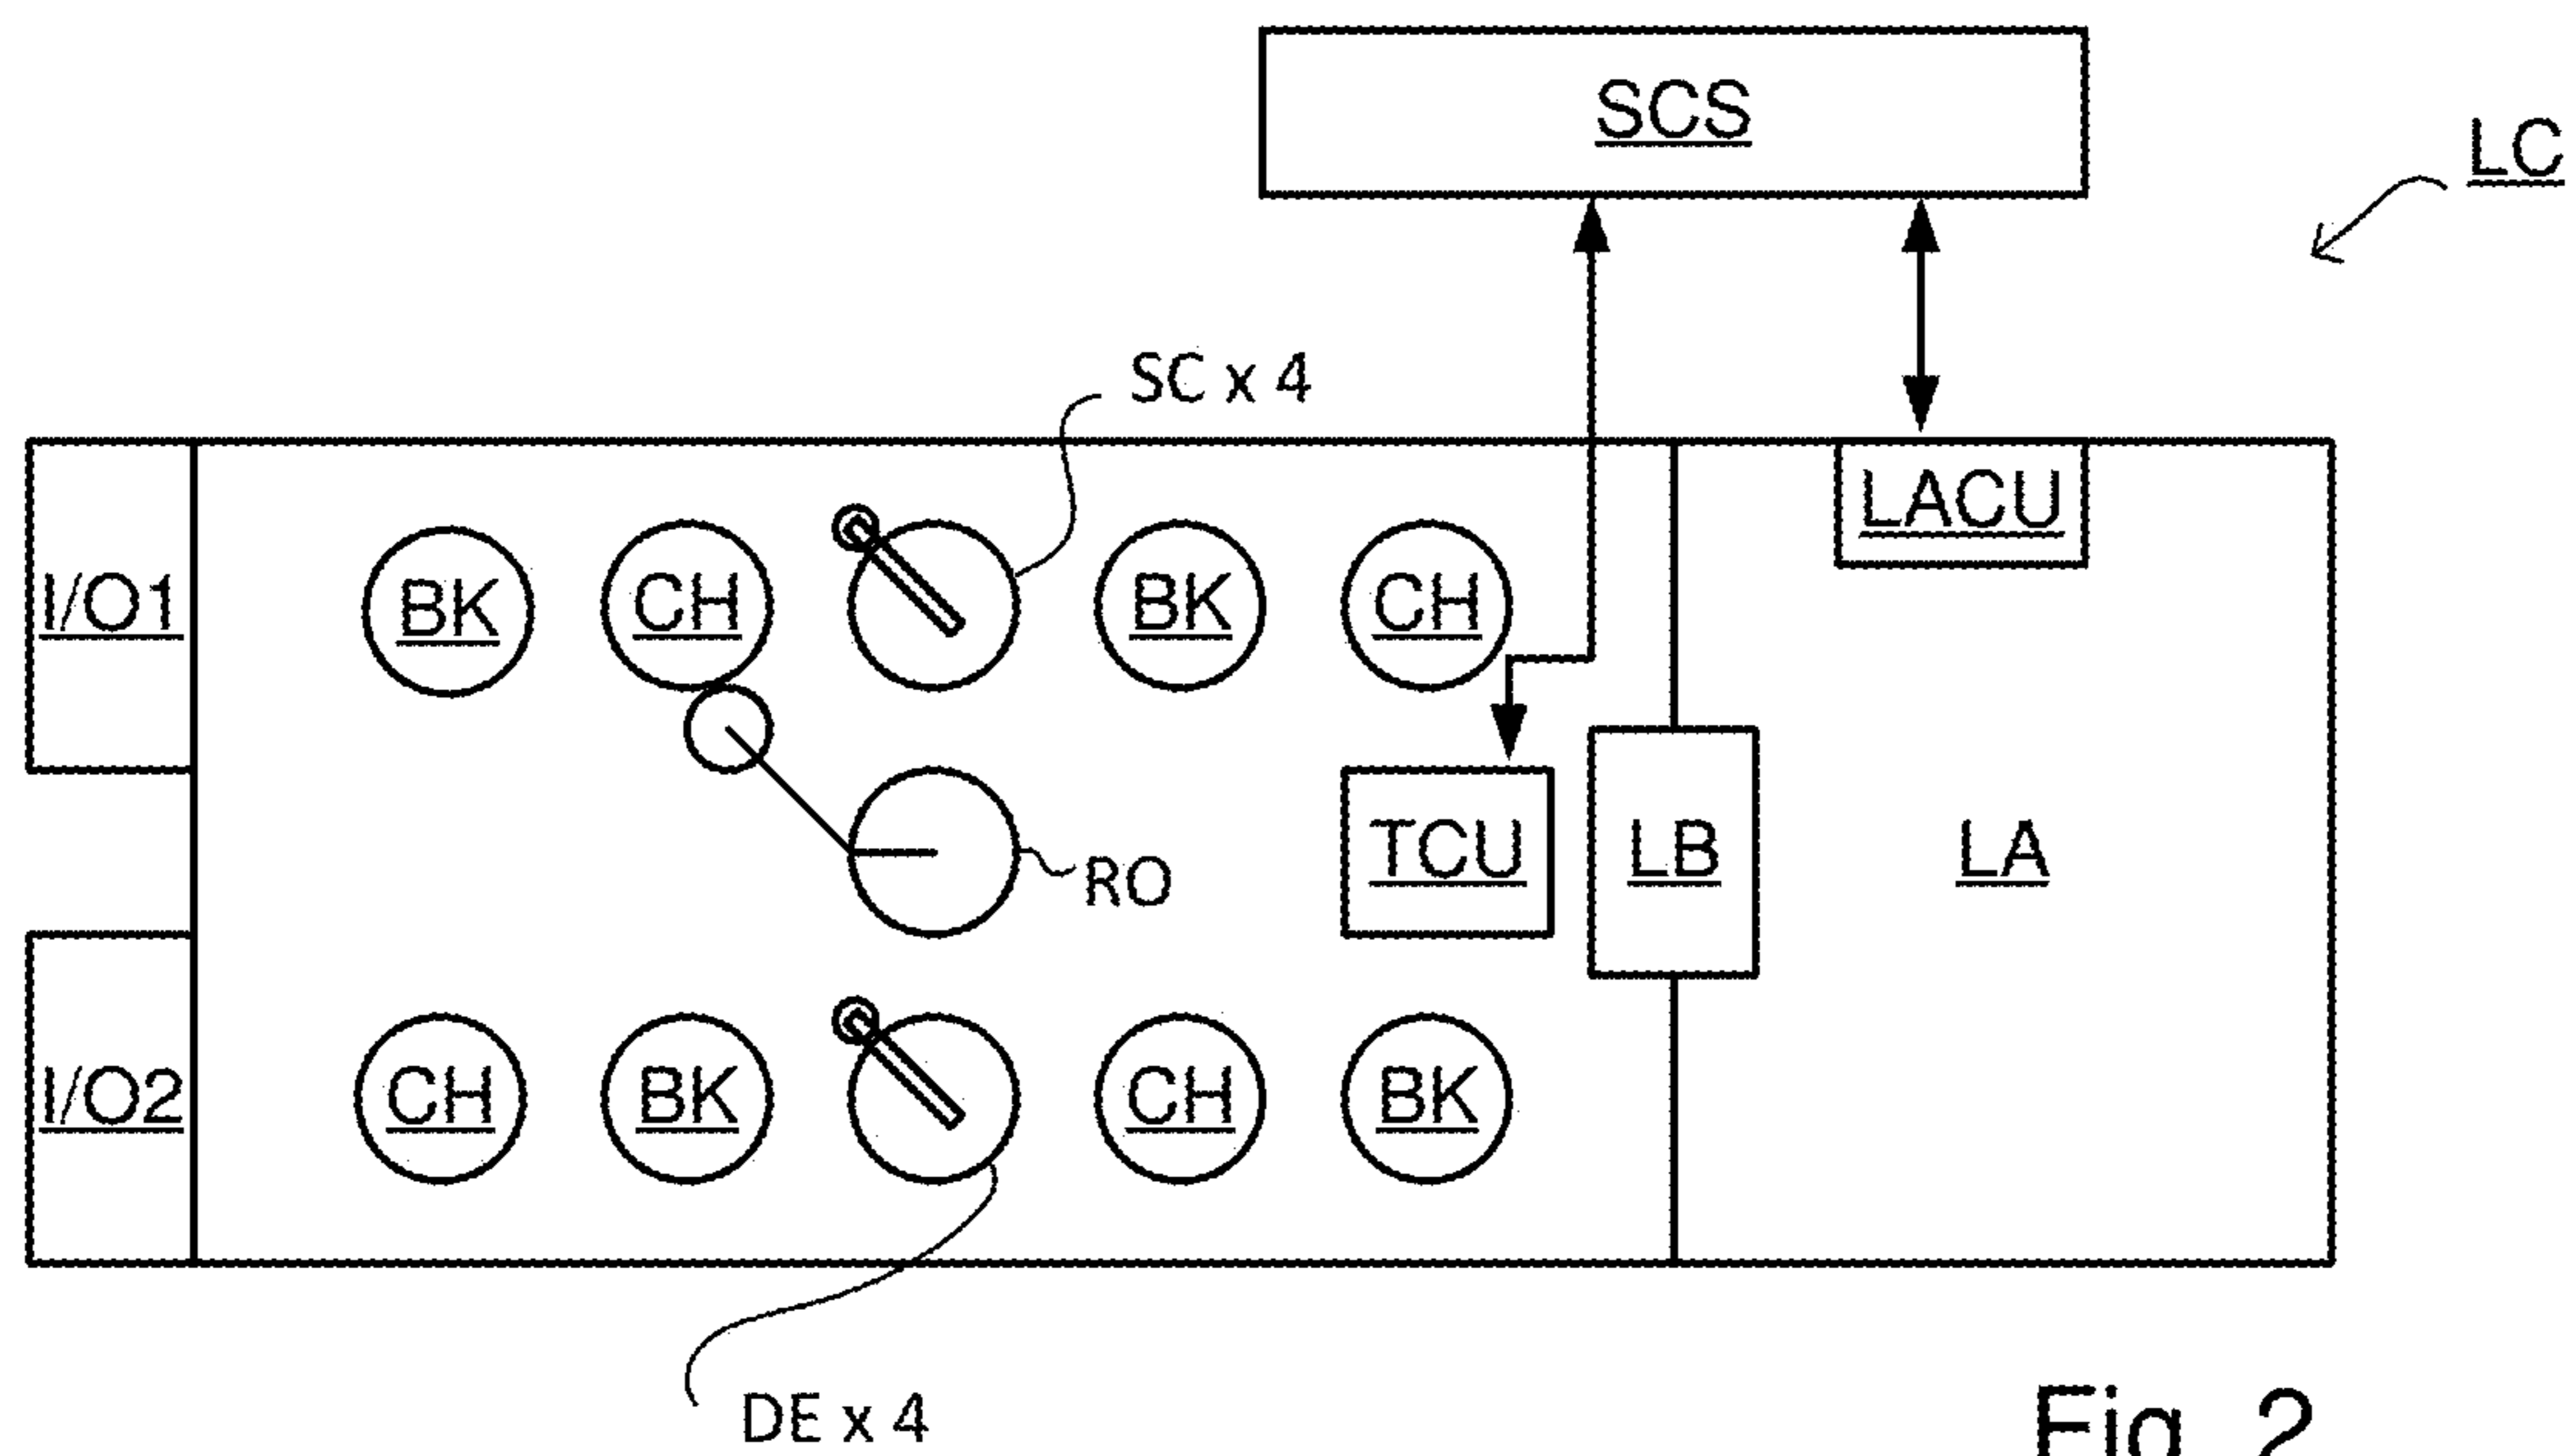 SCS
LC
SC x 4
LACU
I/O1
BK
CH
BK
CH
TCU
LB
LA
RO
I/O2
CH
BK
CH
BK
DE x 4
Fig. 2